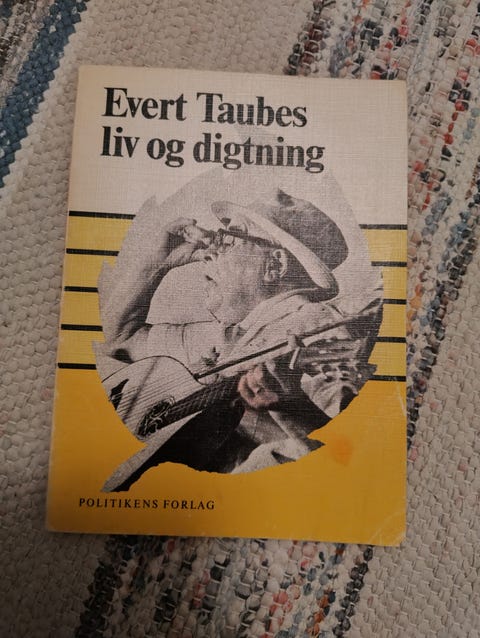 Evert Taubes
liv og digtning
POLITIKENS FORLAG